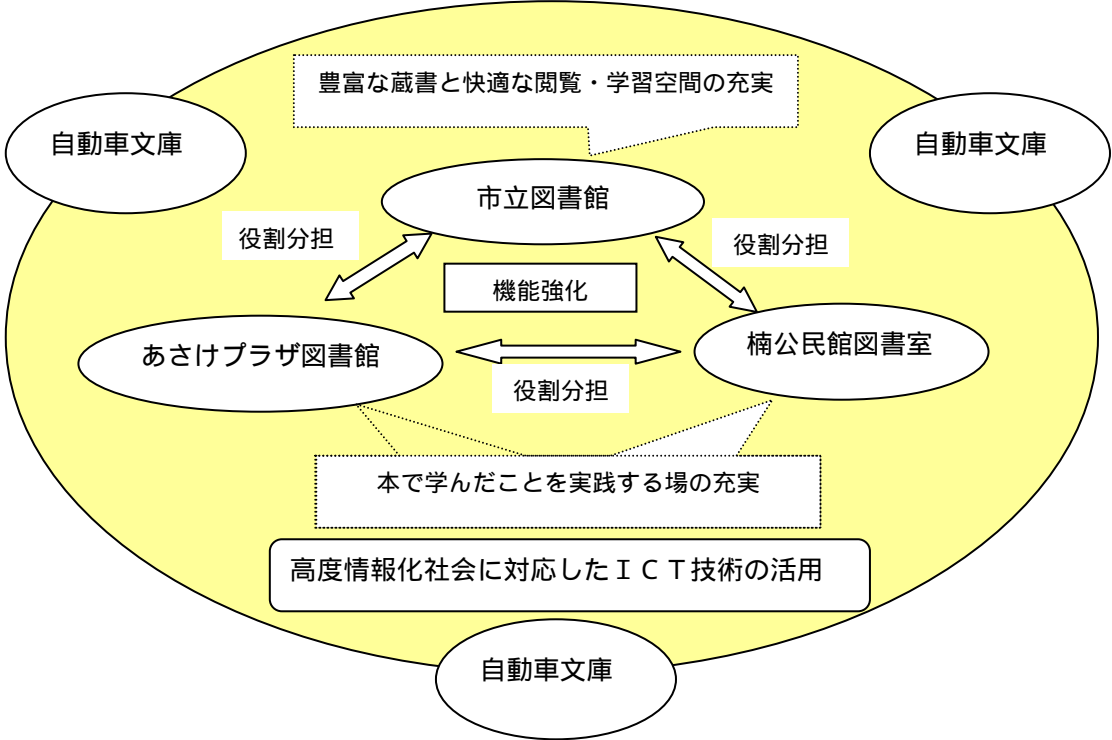 豊富な蔵書と快適な閲覧・学習空間の充実
自動車文庫
自動車文庫
市立図書館
役割分担
役割分担
機能強化
あさけプラザ図書館
楠公民館図書室
役割分担
本で学んだことを実践する場の充実
高度情報化社会に対応したＩＣＴ技術の活用
自動車文庫